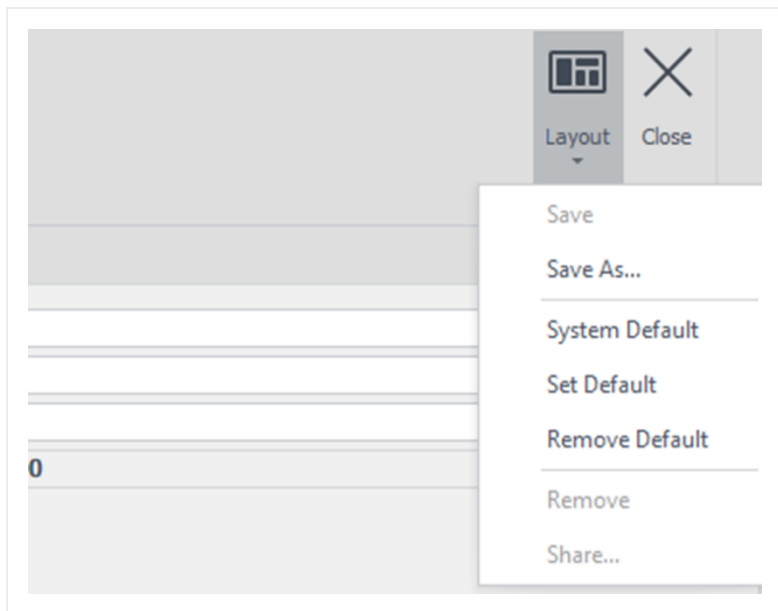 Layout
Close
Save
Save As...
System Default
Set Default
Remove Default
0
Remove
Share...